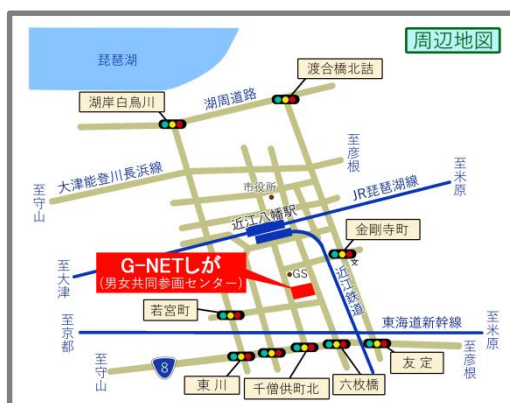 周辺地図
琵琶湖
渡合橋北詰
湖岸白鳥川
湖周道路
至彦根
至米原
大津能登川長浜線
市役所
JR琵琶湖線
至守山
近江八幡駅
金剛寺町
文
G-NETしが
(男女共同参画センター)
GS
近江鉄道
至大津
若宮町
東海道新幹線
至京都
至米原
至守山
8
東川
千僧供町北
六枚橋
友定
至彦根